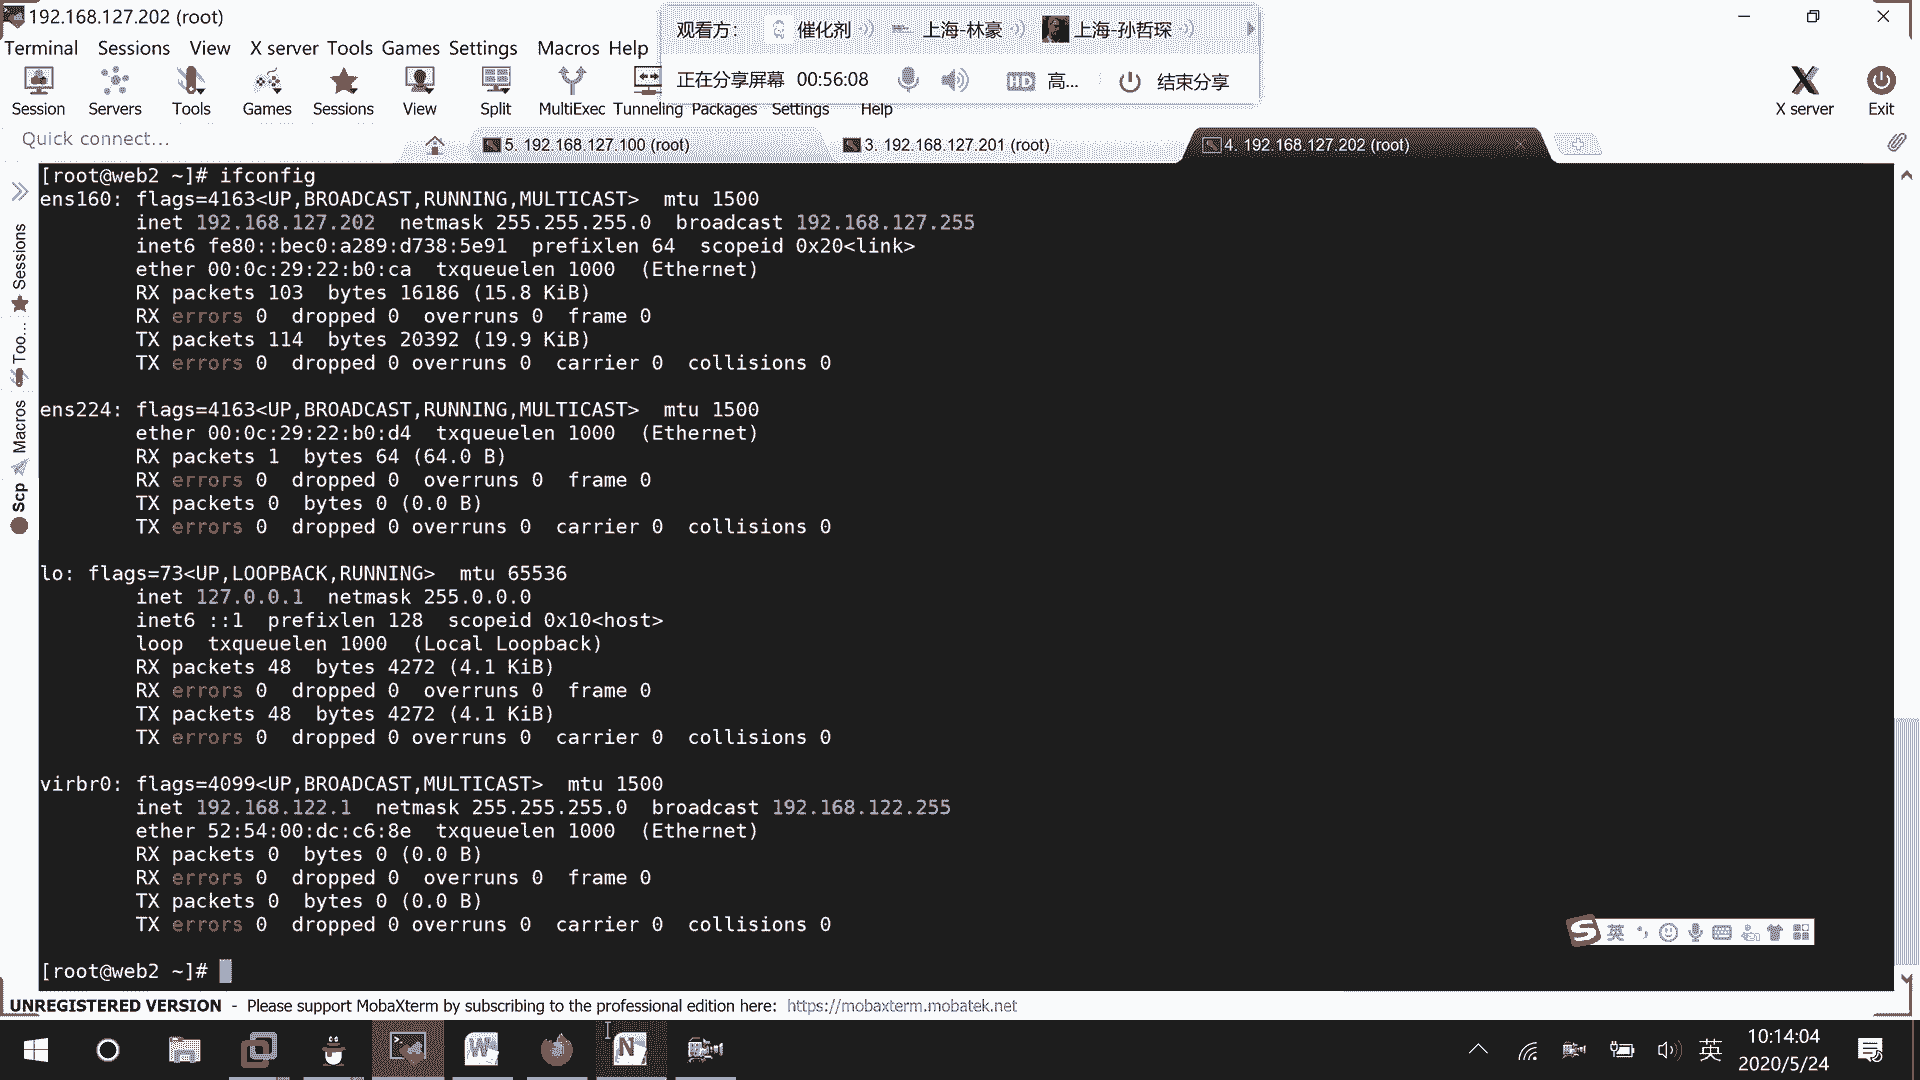 192.168.127.202 (root)
Terminal Sessions View X server Tools Games Settings Macros Help
观看方: 催化剂 上海-林豪 上海-孙哲琛
正在分享屏幕 00:56:08 HD 高... 结束分享
Session Servers Tools Games Sessions View Split MultiExec Tunneling Packages Settings Help X server Exit
Quick connect...
5. 192.168.127.100 (root) 3. 192.168.127.201 (root) 4. 192.168.127.202 (root)
Sessions
Too...
Macros
Scp
[root@web2 ~]# ifconfig
ens160: flags=4163<UP,BROADCAST,RUNNING,MULTICAST>  mtu 1500
inet 192.168.127.202  netmask 255.255.255.0  broadcast 192.168.127.255
inet6 fe80::bec0:a289:d738:5e91  prefixlen 64  scopeid 0x20<link>
ether 00:0c:29:22:b0:ca  txqueuelen 1000  (Ethernet)
RX packets 103  bytes 16186 (15.8 KiB)
RX errors 0  dropped 0  overruns 0  frame 0
TX packets 114  bytes 20392 (19.9 KiB)
TX errors 0  dropped 0 overruns 0  carrier 0  collisions 0
ens224: flags=4163<UP,BROADCAST,RUNNING,MULTICAST>  mtu 1500
ether 00:0c:29:22:b0:d4  txqueuelen 1000  (Ethernet)
RX packets 1  bytes 64 (64.0 B)
RX errors 0  dropped 0  overruns 0  frame 0
TX packets 0  bytes 0 (0.0 B)
TX errors 0  dropped 0 overruns 0  carrier 0  collisions 0
lo: flags=73<UP,LOOPBACK,RUNNING>  mtu 65536
inet 127.0.0.1  netmask 255.0.0.0
inet6 ::1  prefixlen 128  scopeid 0x10<host>
loop  txqueuelen 1000  (Local Loopback)
RX packets 48  bytes 4272 (4.1 KiB)
RX errors 0  dropped 0  overruns 0  frame 0
TX packets 48  bytes 4272 (4.1 KiB)
TX errors 0  dropped 0 overruns 0  carrier 0  collisions 0
virbr0: flags=4099<UP,BROADCAST,MULTICAST>  mtu 1500
inet 192.168.122.1  netmask 255.255.255.0  broadcast 192.168.122.255
ether 52:54:00:dc:c6:8e  txqueuelen 1000  (Ethernet)
RX packets 0  bytes 0 (0.0 B)
RX errors 0  dropped 0  overruns 0  frame 0
TX packets 0  bytes 0 (0.0 B)
TX errors 0  dropped 0 overruns 0  carrier 0  collisions 0
英
[root@web2 ~]#
UNREGISTERED VERSION - Please support MobaXterm by subscribing to the professional edition here: https://mobaxterm.mobatek.net
英 10:14:04
2020/5/24